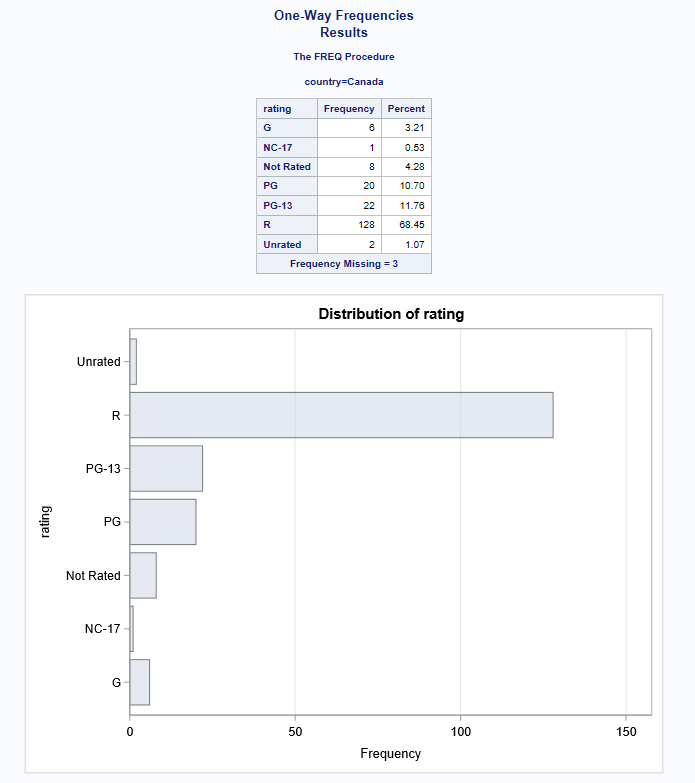 One-Way Frequencies
Results
The FREQ Procedure
country=Canada
rating Frequency Percent
G 6 3.21
NC-17 1 0.53
Not Rated 8 4.28
PG 20 10.70
PG-13 22 11.76
R 128 68.45
Unrated 2 1.07
Frequency Missing = 3
Distribution of rating
Unrated
R
PG-13
PG
Not Rated
NC-17
G
rating
0 50 100 150
Frequency